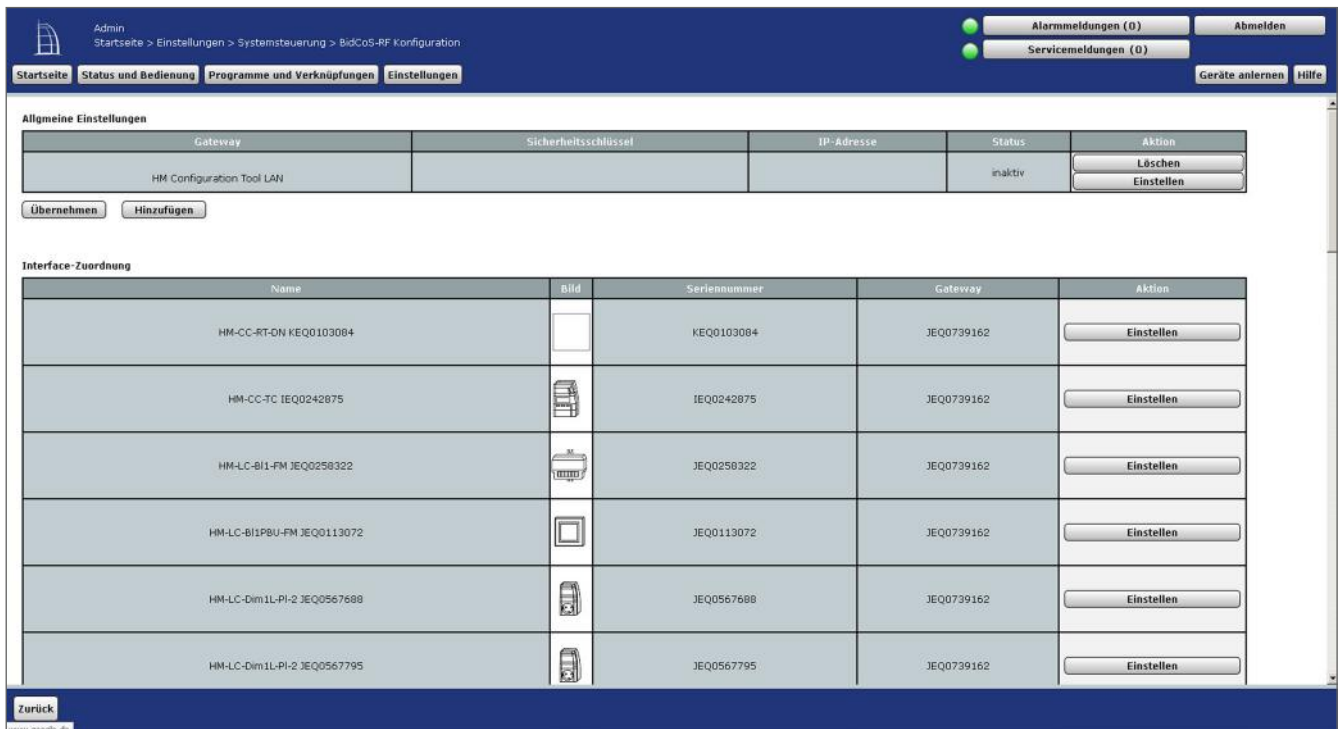 Admin
Startseite > Einstellungen > Systemsteuerung > BidCoS-RF Konfiguration
Alarmmeldungen (0)
Abmelden
Servicemeldungen (0)
Startseite
Status und Bedienung
Programme und Verknüpfungen
Einstellungen
Geräte anlernen
Hilfe
Allgmeine Einstellungen
Gateway Sicherheitsschlüssel IP-Adresse Status Aktion
HM Configuration Tool LAN inaktiv Löschen
Einstellen
Übernehmen
Hinzufügen
Interface-Zuordnung
Name Bild Seriennummer Gateway Aktion
HM-CC-RT-DN KEQ0103084 KEQ0103084 JEQ0739162 Einstellen
HM-CC-TC IEQ0242875 IEQ0242875 JEQ0739162 Einstellen
HM-LC-Bl1-FM JEQ0258322 JEQ0258322 JEQ0739162 Einstellen
HM-LC-Bl1PBU-FM JEQ0113072 JEQ0113072 JEQ0739162 Einstellen
HM-LC-Dim1L-Pl-2 JEQ0567688 JEQ0567688 JEQ0739162 Einstellen
HM-LC-Dim1L-Pl-2 JEQ0567795 JEQ0567795 JEQ0739162 Einstellen
Zurück